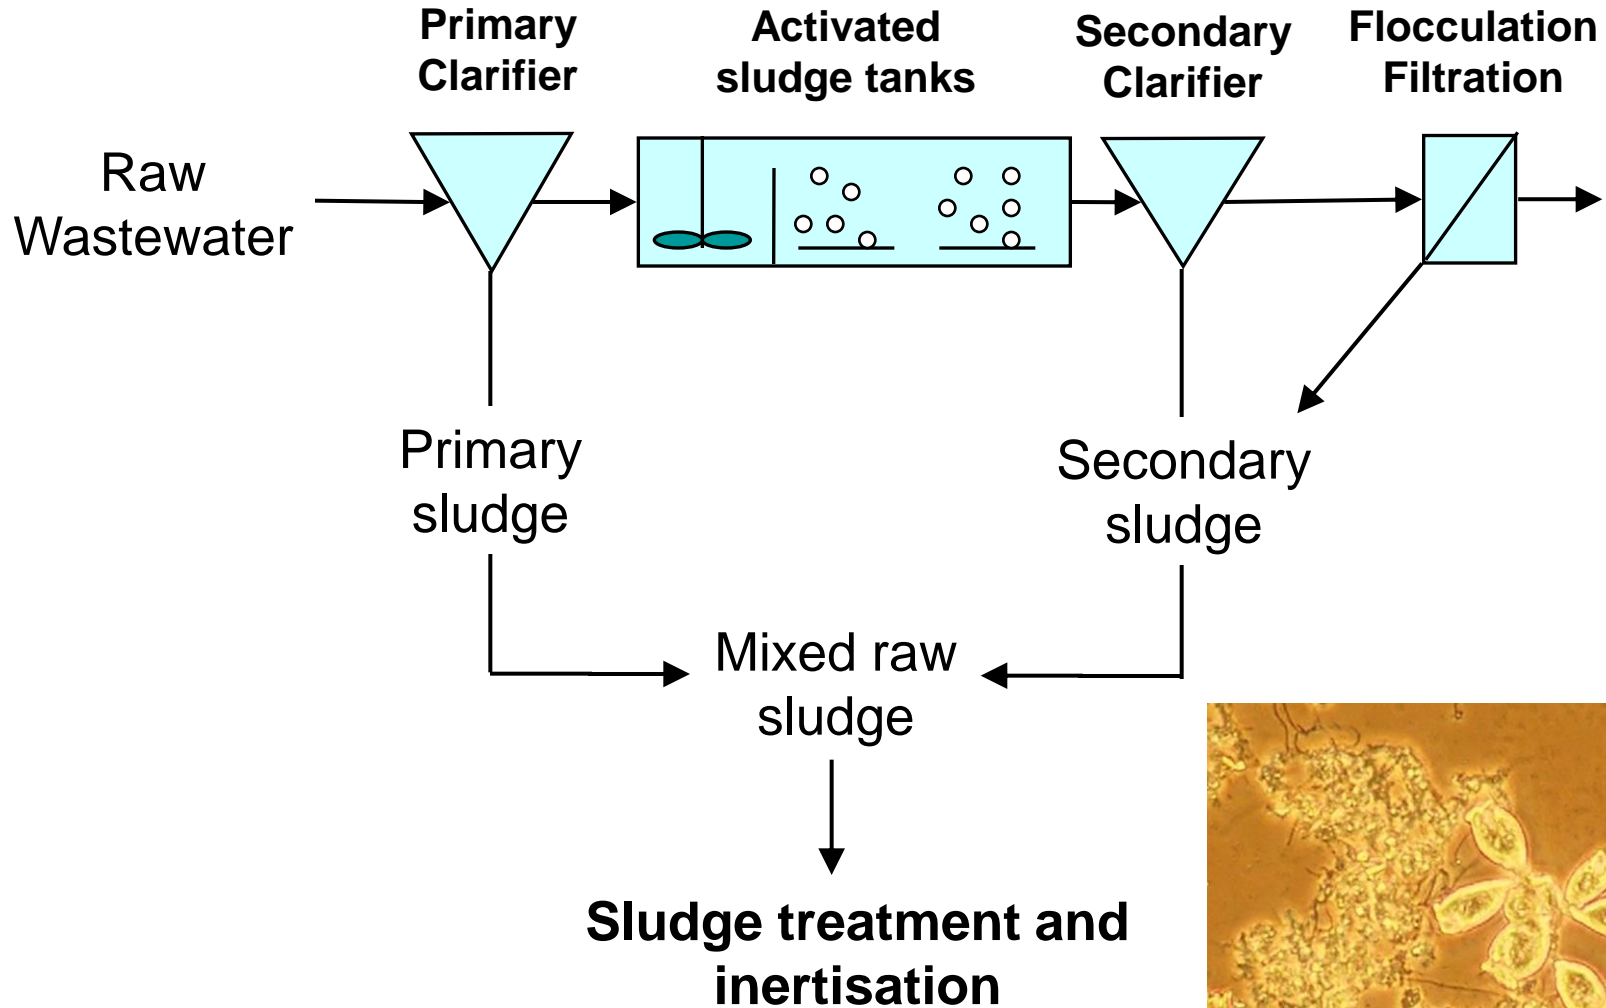 Primary
Clarifier
Activated
sludge tanks
Secondary
Clarifier
Flocculation
Filtration
Raw
Wastewater
Primary
sludge
Secondary
sludge
Mixed raw
sludge
Sludge treatment and
inertisation